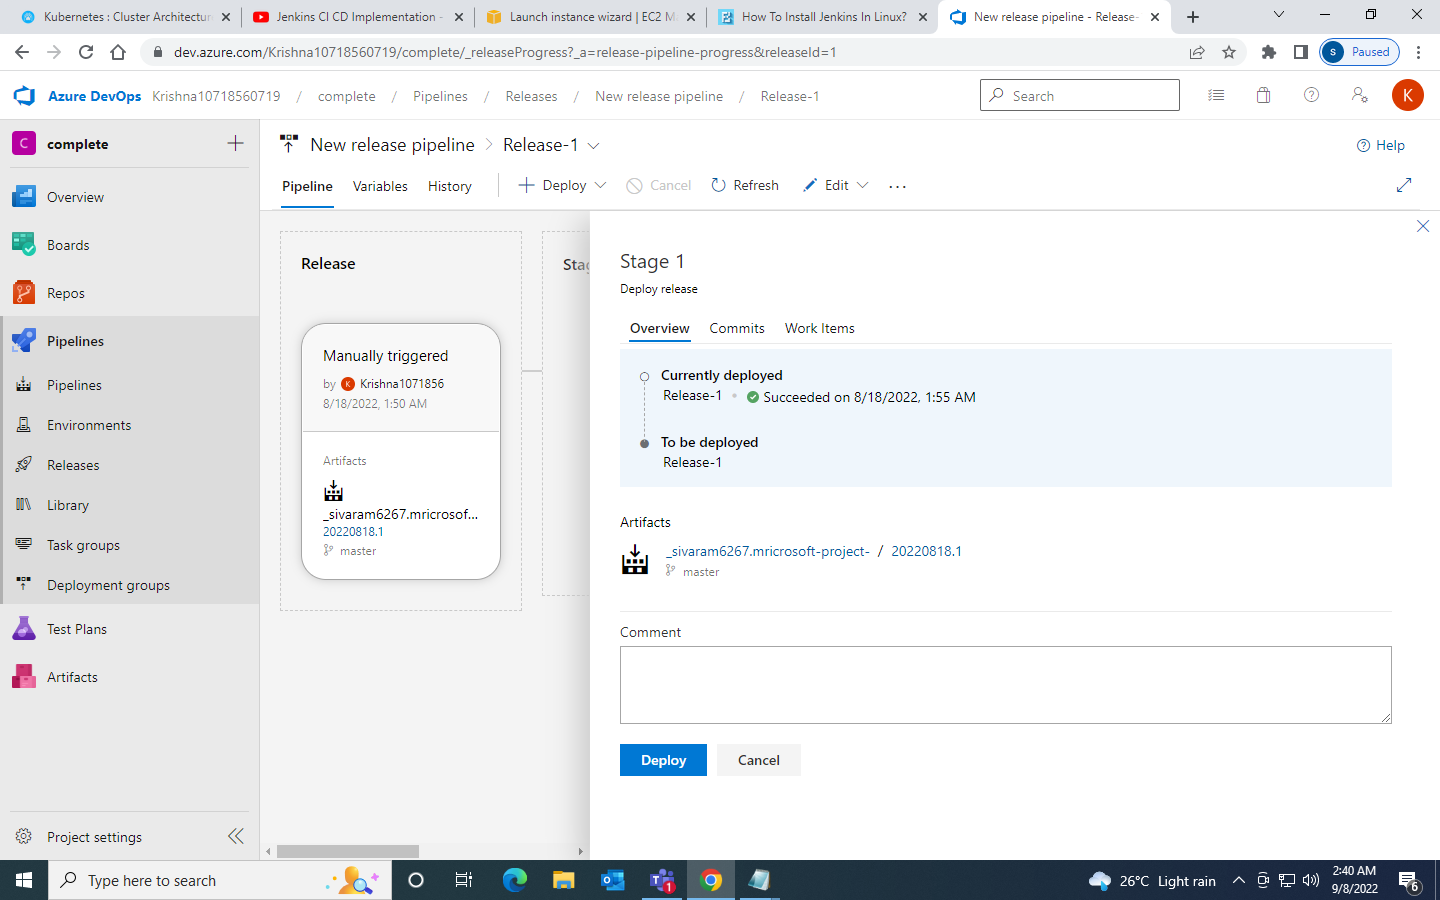 Kubernetes : Cluster Architectur
Jenkins CI CD Implementation -
Launch instance wizard | EC2 M
How To Install Jenkins In Linux?
New release pipeline - Release-
dev.azure.com/Krishna10718560719/complete/_releaseProgress?_a=release-pipeline-progress&releaseId=1
S Paused
Azure DevOps Krishna10718560719 / complete / Pipelines / Releases / New release pipeline / Release-1
Search
K
C complete
Overview
Boards
Repos
Pipelines
Pipelines
Environments
Releases
Library
Task groups
Deployment groups
Test Plans
Artifacts
Project settings
New release pipeline > Release-1
Help
Pipeline Variables History
Deploy Cancel Refresh Edit ...
Release
Manually triggered
by K Krishna1071856
8/18/2022, 1:50 AM
Artifacts
_sivaram6267.mricrosof...
20220818.1
master
Stag
Stage 1
Deploy release
Overview Commits Work Items
Currently deployed
Release-1 • Succeeded on 8/18/2022, 1:55 AM
To be deployed
Release-1
Artifacts
_sivaram6267.mricrosoft-project- / 20220818.1
master
Comment
Deploy Cancel
Type here to search
1
26°C Light rain
2:40 AM
9/8/2022
6